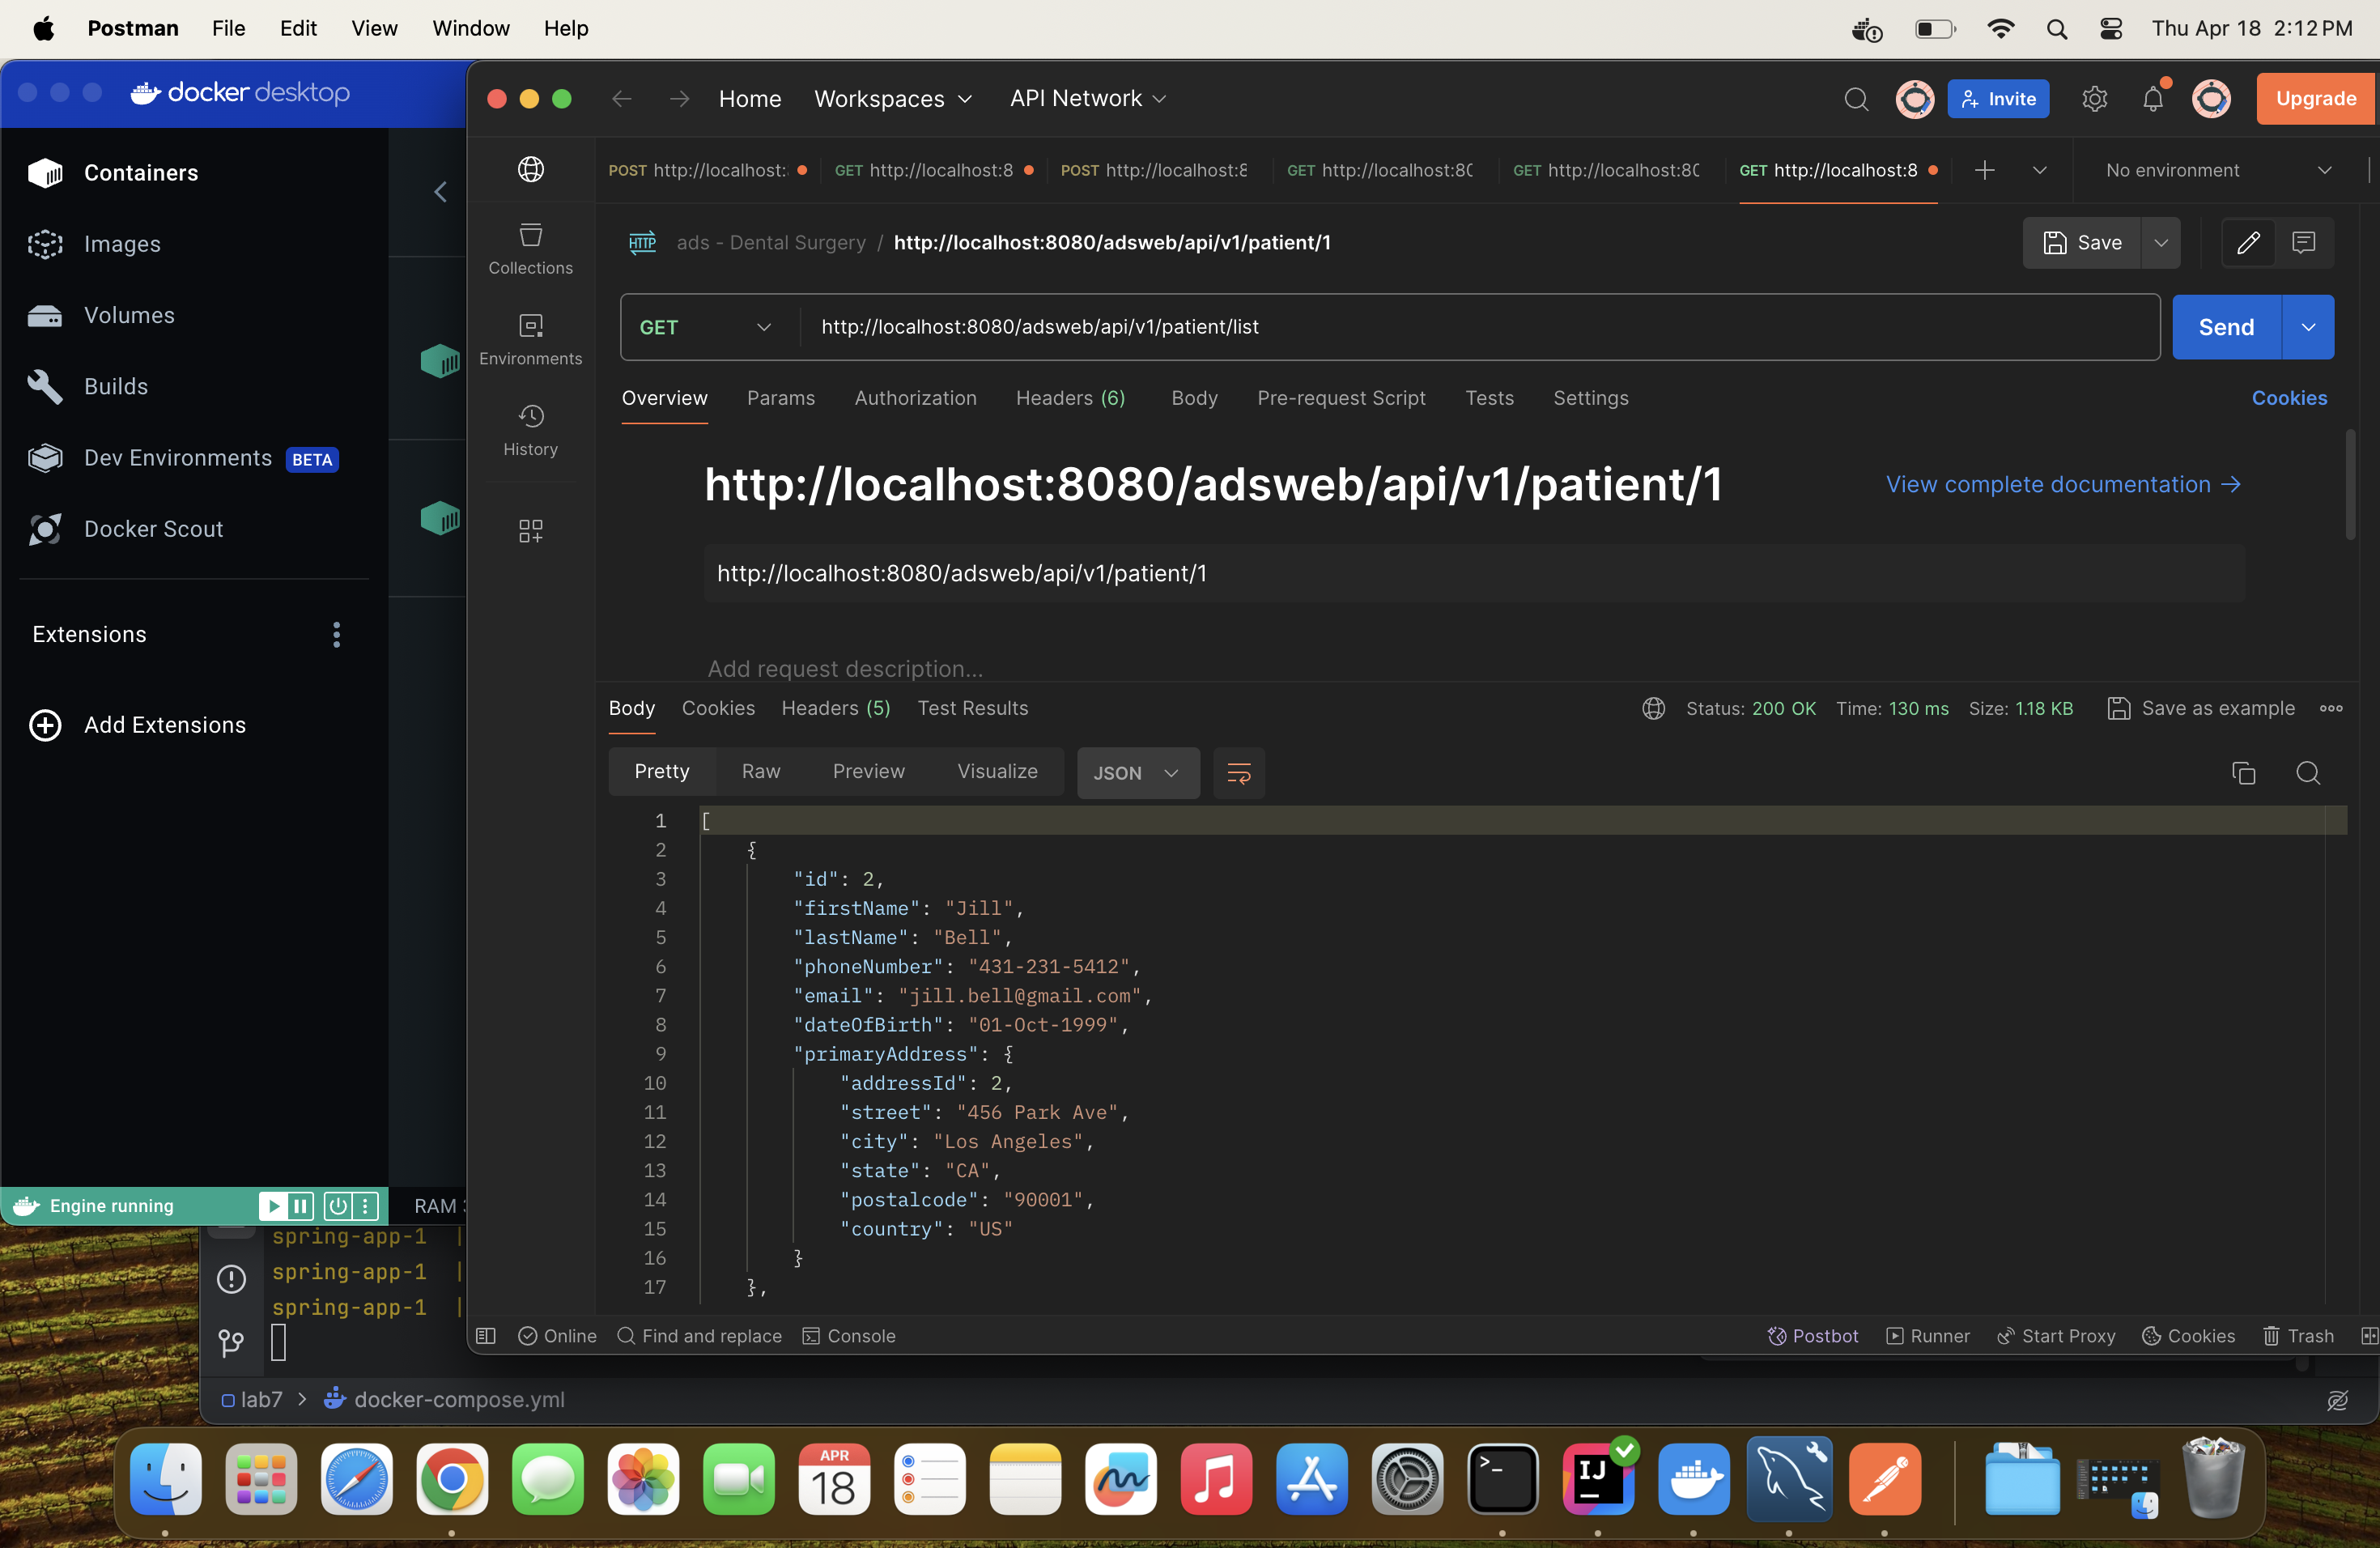 Postman File Edit View Window Help Thu Apr 18 2:12 PM
docker desktop
Containers
Images
Volumes
Builds
Dev Environments BETA
Docker Scout
Extensions
Add Extensions
Engine running
RAM
Home Workspaces API Network Invite Upgrade
POST http://localhost: GET http://localhost:8 POST http://localhost:8 GET http://localhost:80 GET http://localhost:80 GET http://localhost:8 No environment
Collections
Environments
History
HTTP ads - Dental Surgery / http://localhost:8080/adsweb/api/v1/patient/1 Save
GET http://localhost:8080/adsweb/api/v1/patient/list Send
Overview Params Authorization Headers (6) Body Pre-request Script Tests Settings Cookies
http://localhost:8080/adsweb/api/v1/patient/1 View complete documentation →
http://localhost:8080/adsweb/api/v1/patient/1
Add request description...
Body Cookies Headers (5) Test Results Status: 200 OK Time: 130 ms Size: 1.18 KB Save as example
Pretty Raw Preview Visualize JSON
1 [
2 {
3 "id": 2,
4 "firstName": "Jill",
5 "lastName": "Bell",
6 "phoneNumber": "431-231-5412",
7 "email": "jill.bell@gmail.com",
8 "dateOfBirth": "01-Oct-1999",
9 "primaryAddress": {
10 "addressId": 2,
11 "street": "456 Park Ave",
12 "city": "Los Angeles",
13 "state": "CA",
14 "postalcode": "90001",
15 "country": "US"
16 }
17 },
Online Find and replace Console Postbot Runner Start Proxy Cookies Trash
spring-app-1 |
spring-app-1 |
spring-app-1 |
lab7 > docker-compose.yml
APR
18
>_
IJ